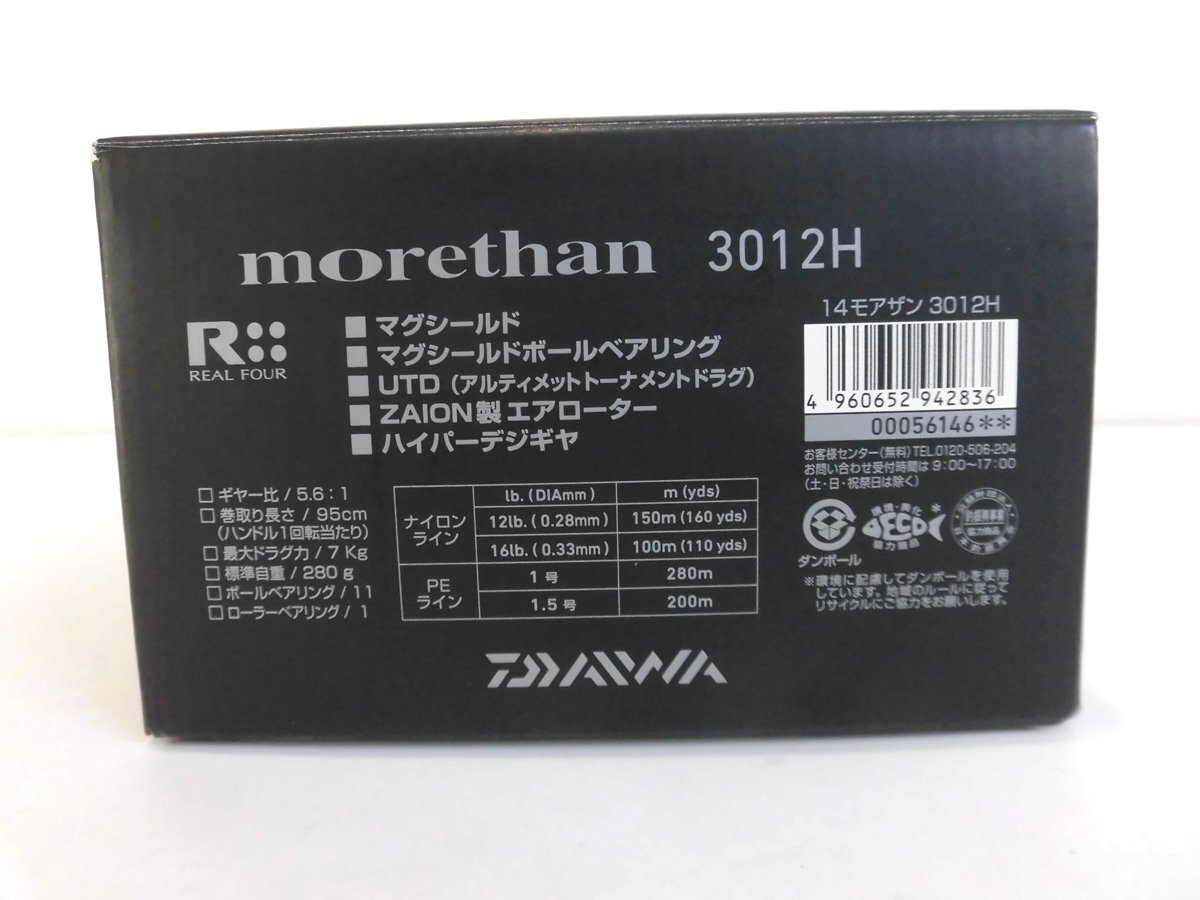 morethan 3012H
R::
REAL FOUR
■ マグシールド
■ マグシールドボールベアリング
■ UTD（アルティメットトーナメントドラグ）
■ ZAION製 エアローター
■ ハイパーデジギヤ
14モアザン 3012H
4 960652 942836
00056146**
お客様センター（無料）TEL.0120-506-204
お問い合わせ受付時間は 9:00～17:00
（土・日・祝祭日は除く）
□ ギヤー比 / 5.6：1
□ 巻取り長さ / 95cm
（ハンドル1回転当たり）
□ 最大ドラグ力 / 7 Kg
□ 標準自重 / 280 g
□ ボールベアリング / 11
□ ローラーベアリング / 1
lb. ( DIAmm ) m (yds)
ナイロンライン 12lb. ( 0.28mm ) 150m (160 yds)
16lb. ( 0.33mm ) 100m (110 yds)
PEライン 1 号 280m
1.5 号 200m
ダンボール
環境・美化
ECO
協力商品
※環境に配慮してダンボールを使用
しています。地域のルールに従って
リサイクルにご協力をお願いします。
DAIWA